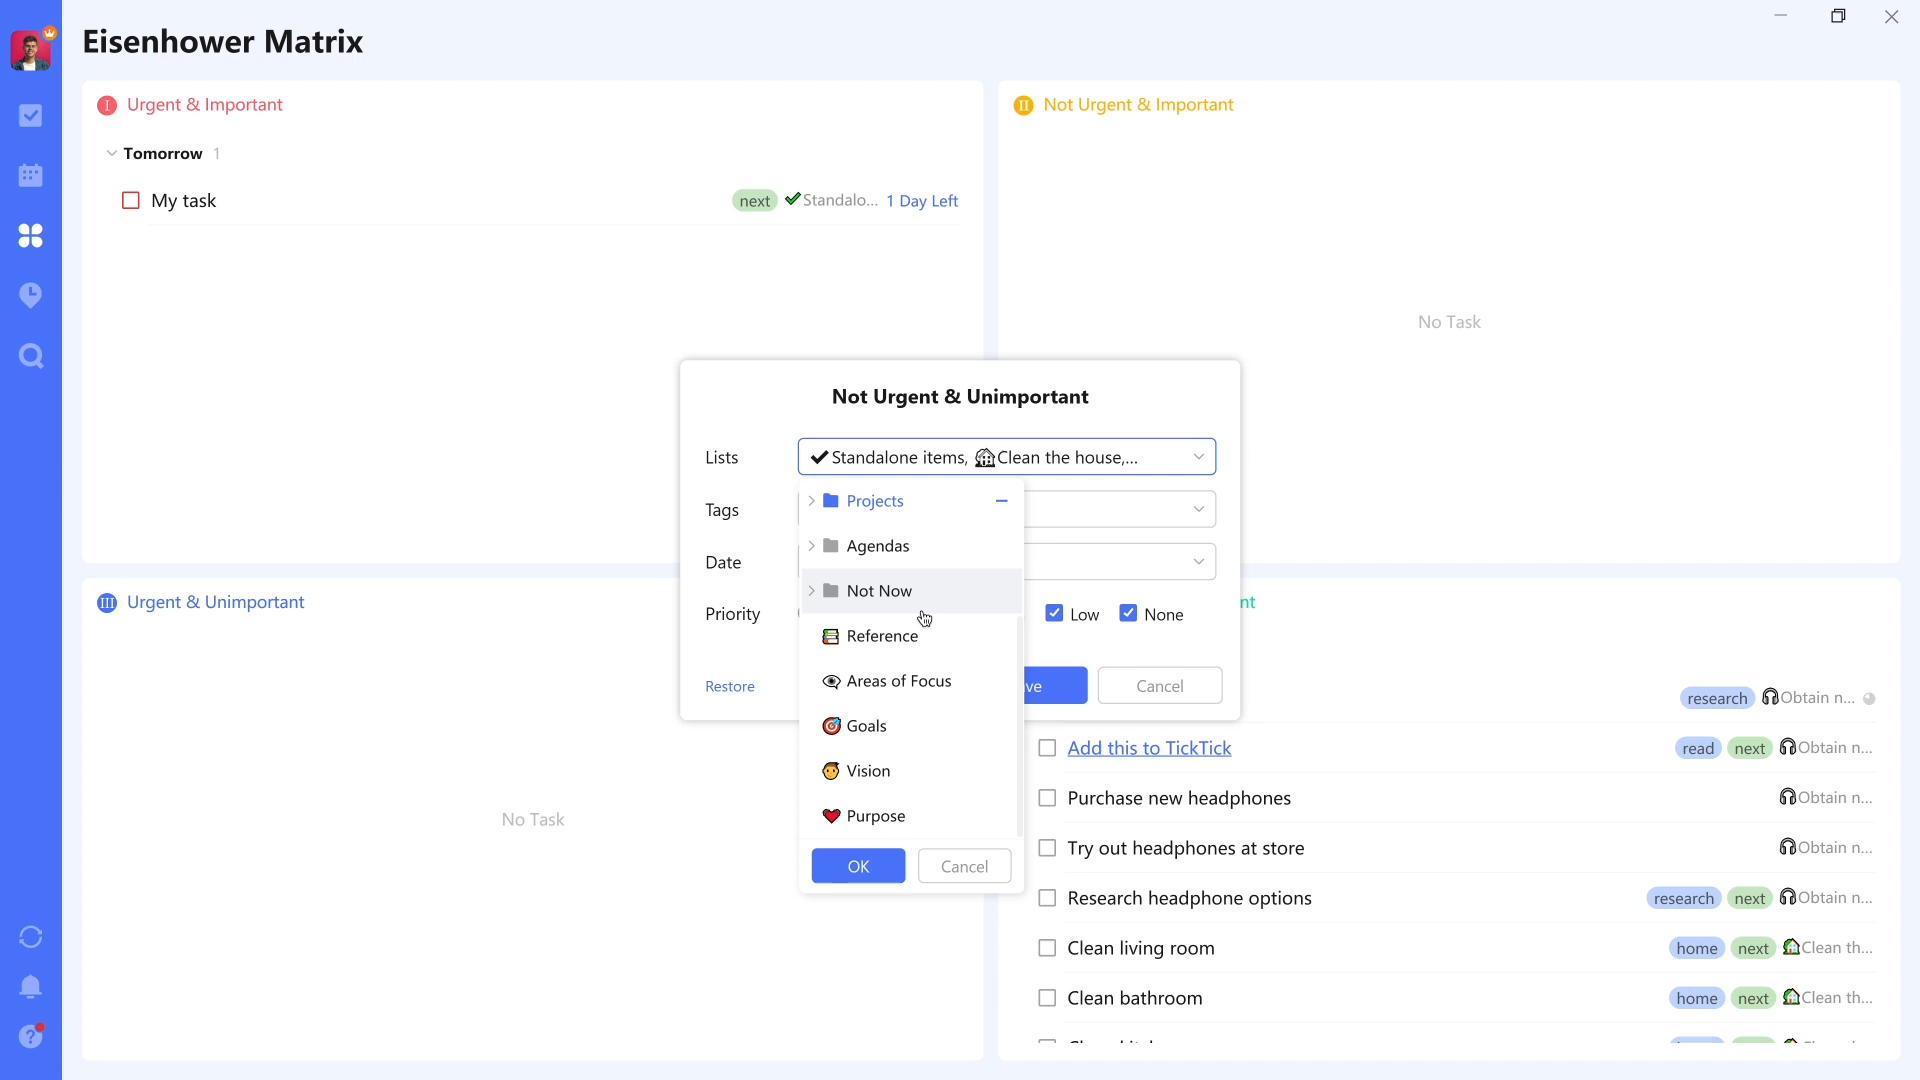 Eisenhower Matrix
I Urgent & Important
Tomorrow 1
My task next Standalo... 1 Day Left
II Not Urgent & Important
No Task
Not Urgent & Unimportant
Lists Standalone items, Clean the house,...
Tags
Date
Priority Low None
Restore
ve Cancel
Projects
Agendas
Not Now
Reference
Areas of Focus
Goals
Vision
Purpose
OK Cancel
III Urgent & Unimportant
No Task
nt
research Obtain n...
Add this to TickTick read next Obtain n...
Purchase new headphones Obtain n...
Try out headphones at store Obtain n...
Research headphone options research next Obtain n...
Clean living room home next Clean th...
Clean bathroom home next Clean th...